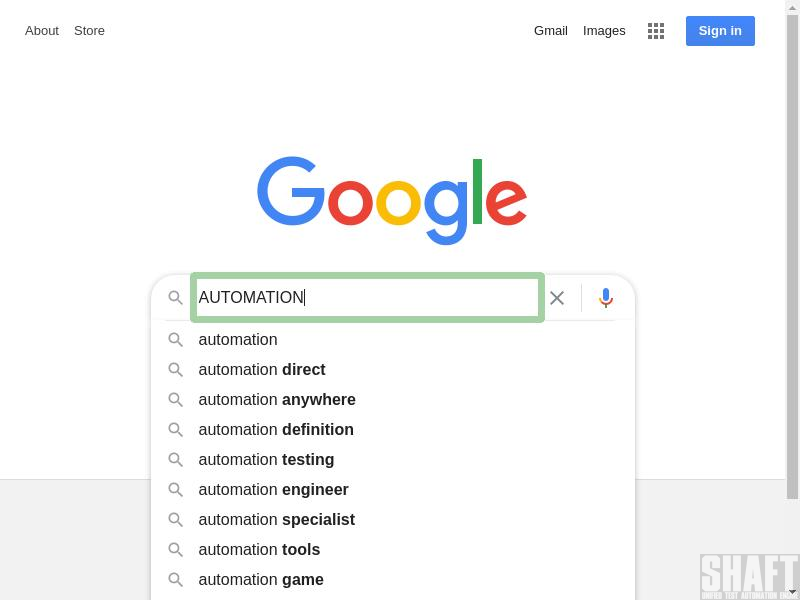 About Store Gmail Images Sign in
Google
AUTOMATION
automation
automation direct
automation anywhere
automation definition
automation testing
automation engineer
automation specialist
automation tools
automation game
SHAFT